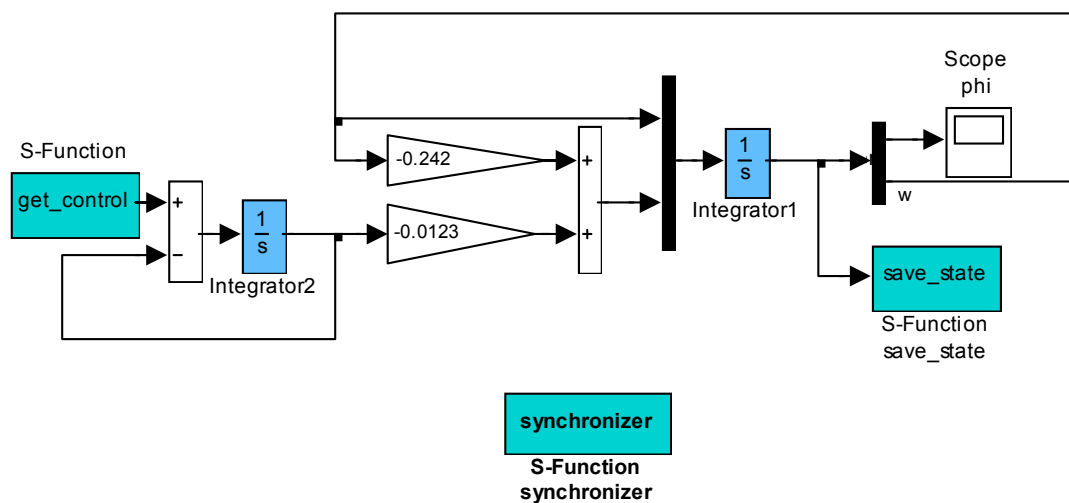 Scope
phi
S-Function
get_control
+
−
1
s
Integrator2
-0.242
-0.0123
+
+
1
s
Integrator1
w
save_state
S-Function
save_state
synchronizer
S-Function
synchronizer